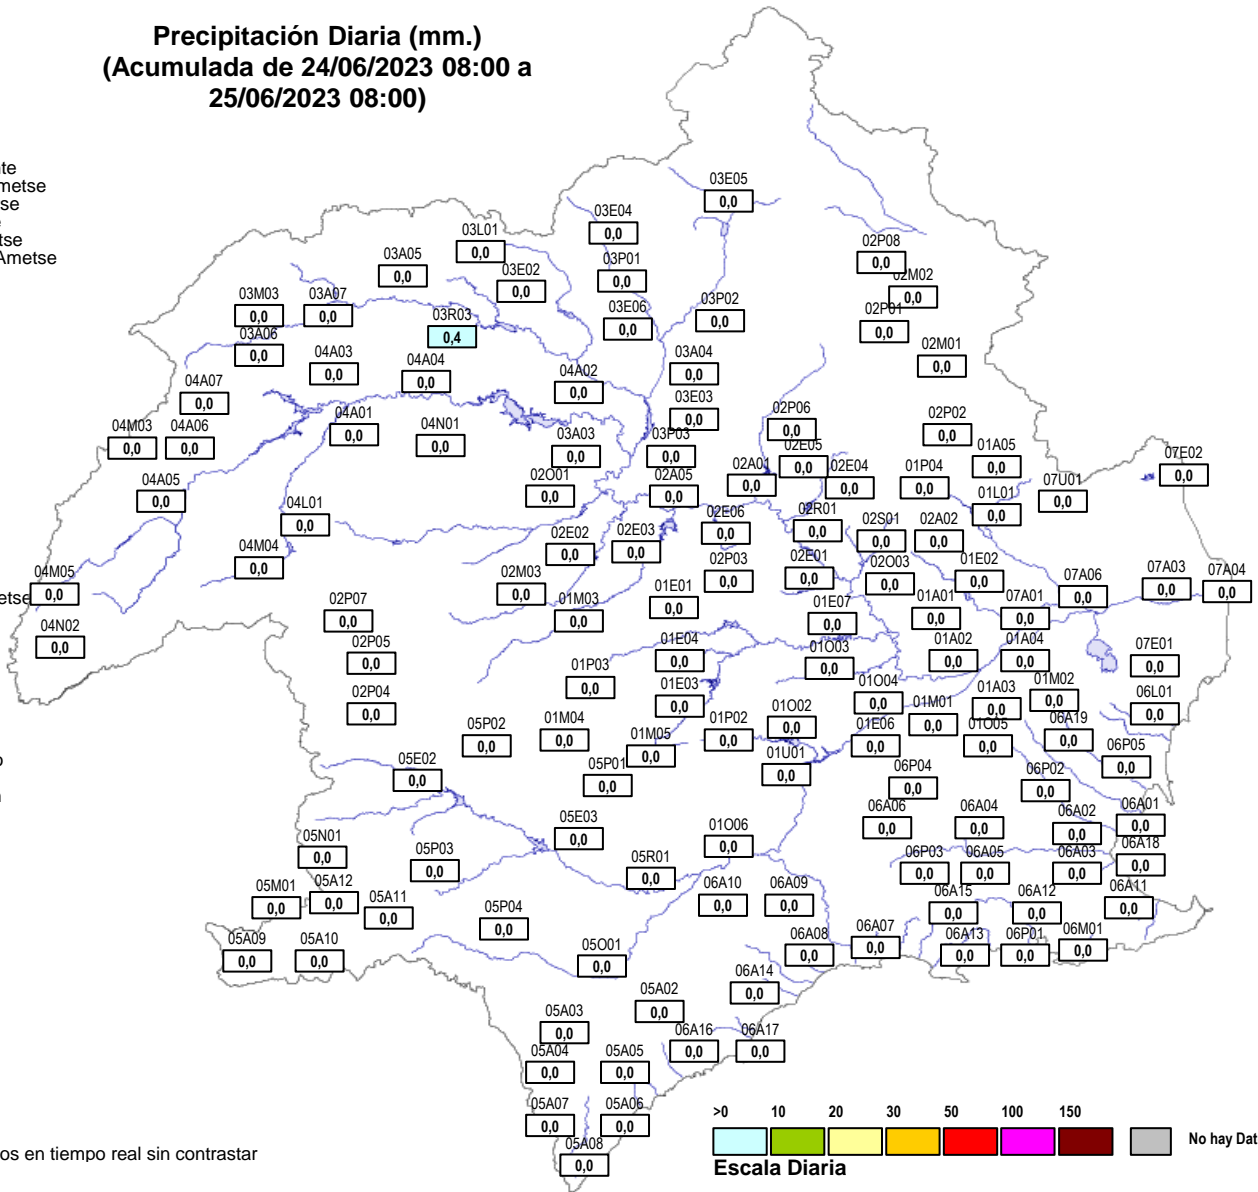 Precipitación Diaria (mm.)
(Acumulada de 24/06/2023 08:00 a
25/06/2023 08:00)
nte
metse
se
e
tse
Ametse
03E05
0,0
03E04
0,0
03L01
0,0
03P01
0,0
02P08
0,0
03A05
0,0
03E02
0,0
02M02
0,0
03M03
0,0
03A07
0,0
03E06
0,0
03P02
0,0
02P01
0,0
03R03
0,4
03A06
0,0
02M01
0,0
04A03
0,0
04A04
0,0
03A04
0,0
04A02
0,0
04A07
0,0
03E03
0,0
02P06
0,0
02P02
0,0
04A01
0,0
04M03
0,0
04A06
0,0
04N01
0,0
03A03
0,0
03P03
0,0
02E05
0,0
01A05
0,0
07E02
0,0
02O01
0,0
02A05
0,0
02A01
0,0
02E04
0,0
01P04
0,0
07U01
0,0
04A05
0,0
01L01
0,0
04L01
0,0
02E06
0,0
02R01
0,0
02S01
0,0
02A02
0,0
02E02
0,0
02E03
0,0
04M04
0,0
02P03
0,0
02E01
0,0
02O03
0,0
01E02
0,0
04M05
0,0
02M03
0,0
07A06
0,0
07A03
0,0
07A04
0,0
etse
02P07
0,0
01M03
0,0
01E01
0,0
01E07
0,0
01A01
0,0
07A01
0,0
04N02
0,0
02P05
0,0
01E04
0,0
01O03
0,0
01A02
0,0
01A04
0,0
07E01
0,0
01P03
0,0
01E03
0,0
02P04
0,0
01O04
0,0
01M02
0,0
01A03
0,0
06L01
0,0
05P02
0,0
01M04
0,0
01M05
0,0
01P02
0,0
01O02
0,0
01M01
0,0
01E06
0,0
01O05
0,0
06A19
0,0
06P05
0,0
o
05E02
0,0
05P01
0,0
01U01
0,0
06P04
0,0
06P02
0,0
05E03
0,0
01O06
0,0
06A06
0,0
06A04
0,0
06A02
0,0
06A01
0,0
05N01
0,0
05P03
0,0
05R01
0,0
06P03
0,0
06A05
0,0
06A03
0,0
06A18
0,0
05M01
0,0
05A12
0,0
05A11
0,0
06A10
0,0
06A09
0,0
06A15
0,0
06A12
0,0
06A11
0,0
05P04
0,0
05A09
0,0
05A10
0,0
05O01
0,0
06A08
0,0
06A07
0,0
06A13
0,0
06P01
0,0
06M01
0,0
06A14
0,0
05A02
0,0
05A03
0,0
06A16
0,0
06A17
0,0
05A04
0,0
05A05
0,0
05A07
0,0
05A06
0,0
05A08
0,0
>0 10 20 30 50 100 150
No hay Dat
Escala Diaria
os en tiempo real sin contrastar